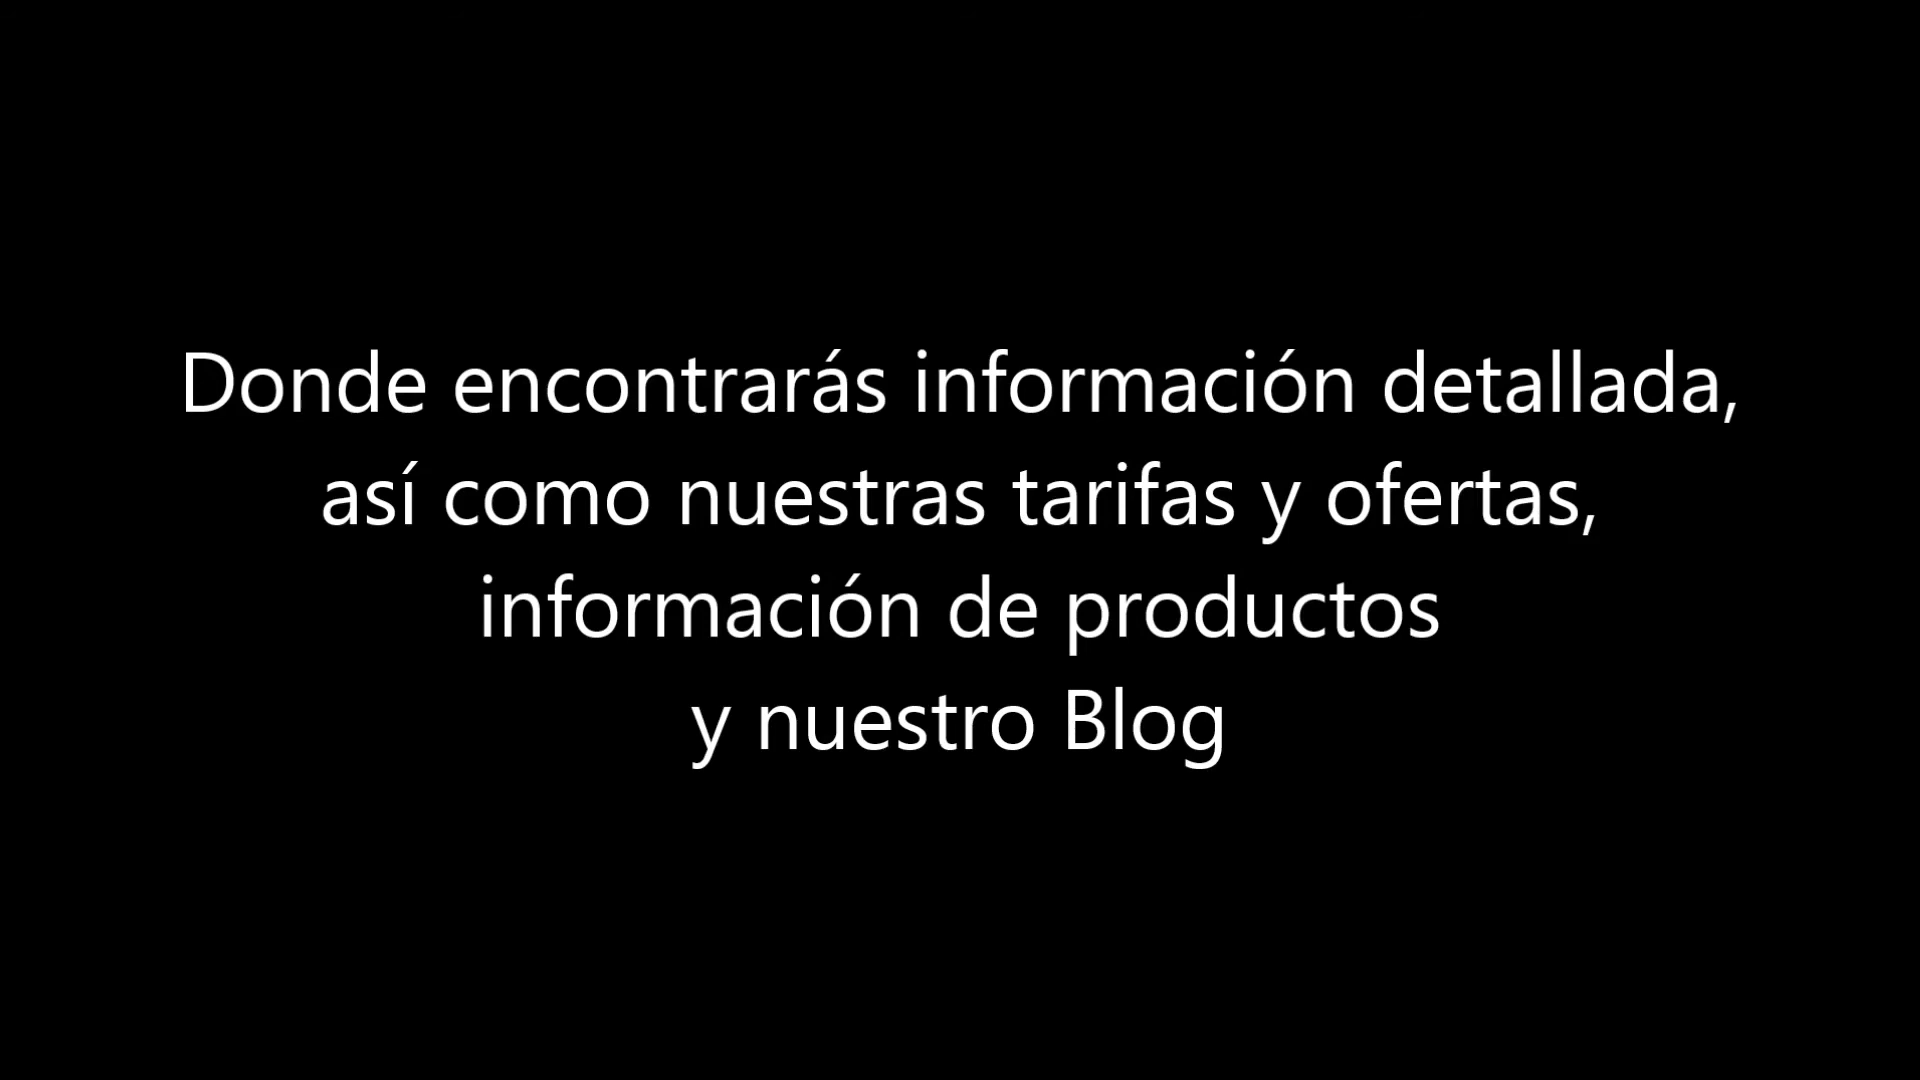 Donde encontrarás información detallada,
así como nuestras tarifas y ofertas,
información de productos
y nuestro Blog